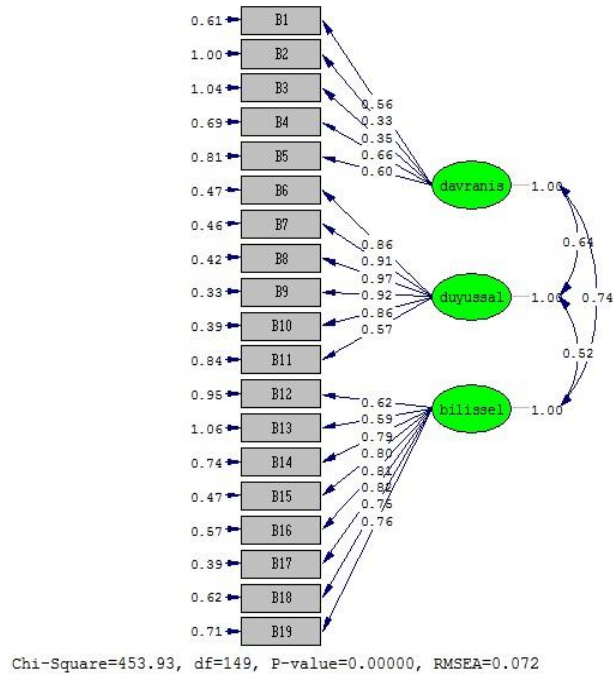 0.61 B1
1.00 B2
1.04 B3
0.69 B4
0.81 B5
0.47 B6
0.46 B7
0.42 B8
0.33 B9
0.39 B10
0.84 B11
0.95 B12
1.06 B13
0.74 B14
0.47 B15
0.57 B16
0.39 B17
0.62 B18
0.71 B19
0.56
0.33
0.35
0.66
0.60
0.86
0.91
0.97
0.92
0.86
0.57
0.62
0.59
0.79
0.80
0.81
0.82
0.75
0.76
davranis 1.00
duyussal 1.00
bilissel 1.00
0.64
0.74
0.52
Chi-Square=453.93, df=149, P-value=0.00000, RMSEA=0.072